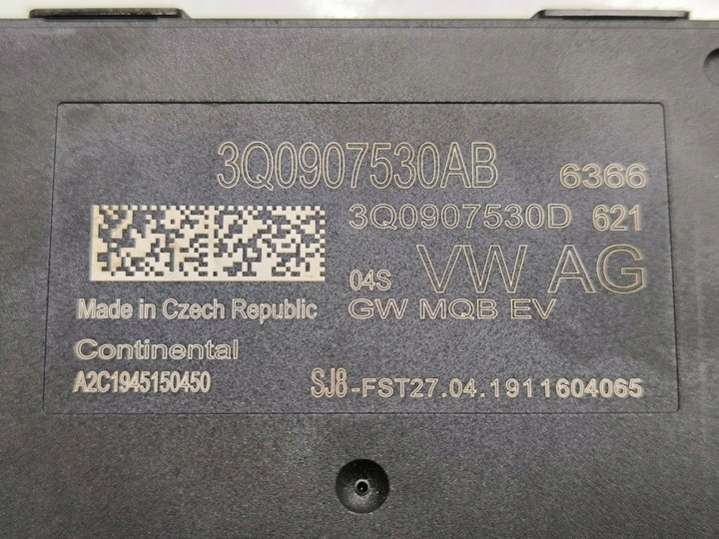 3Q0907530AB 6366
3Q0907530D 621
04S VW AG
Made in Czech Republic GW MQB EV
Continental
A2C1945150450 SJ8-FST27.04.1911604065